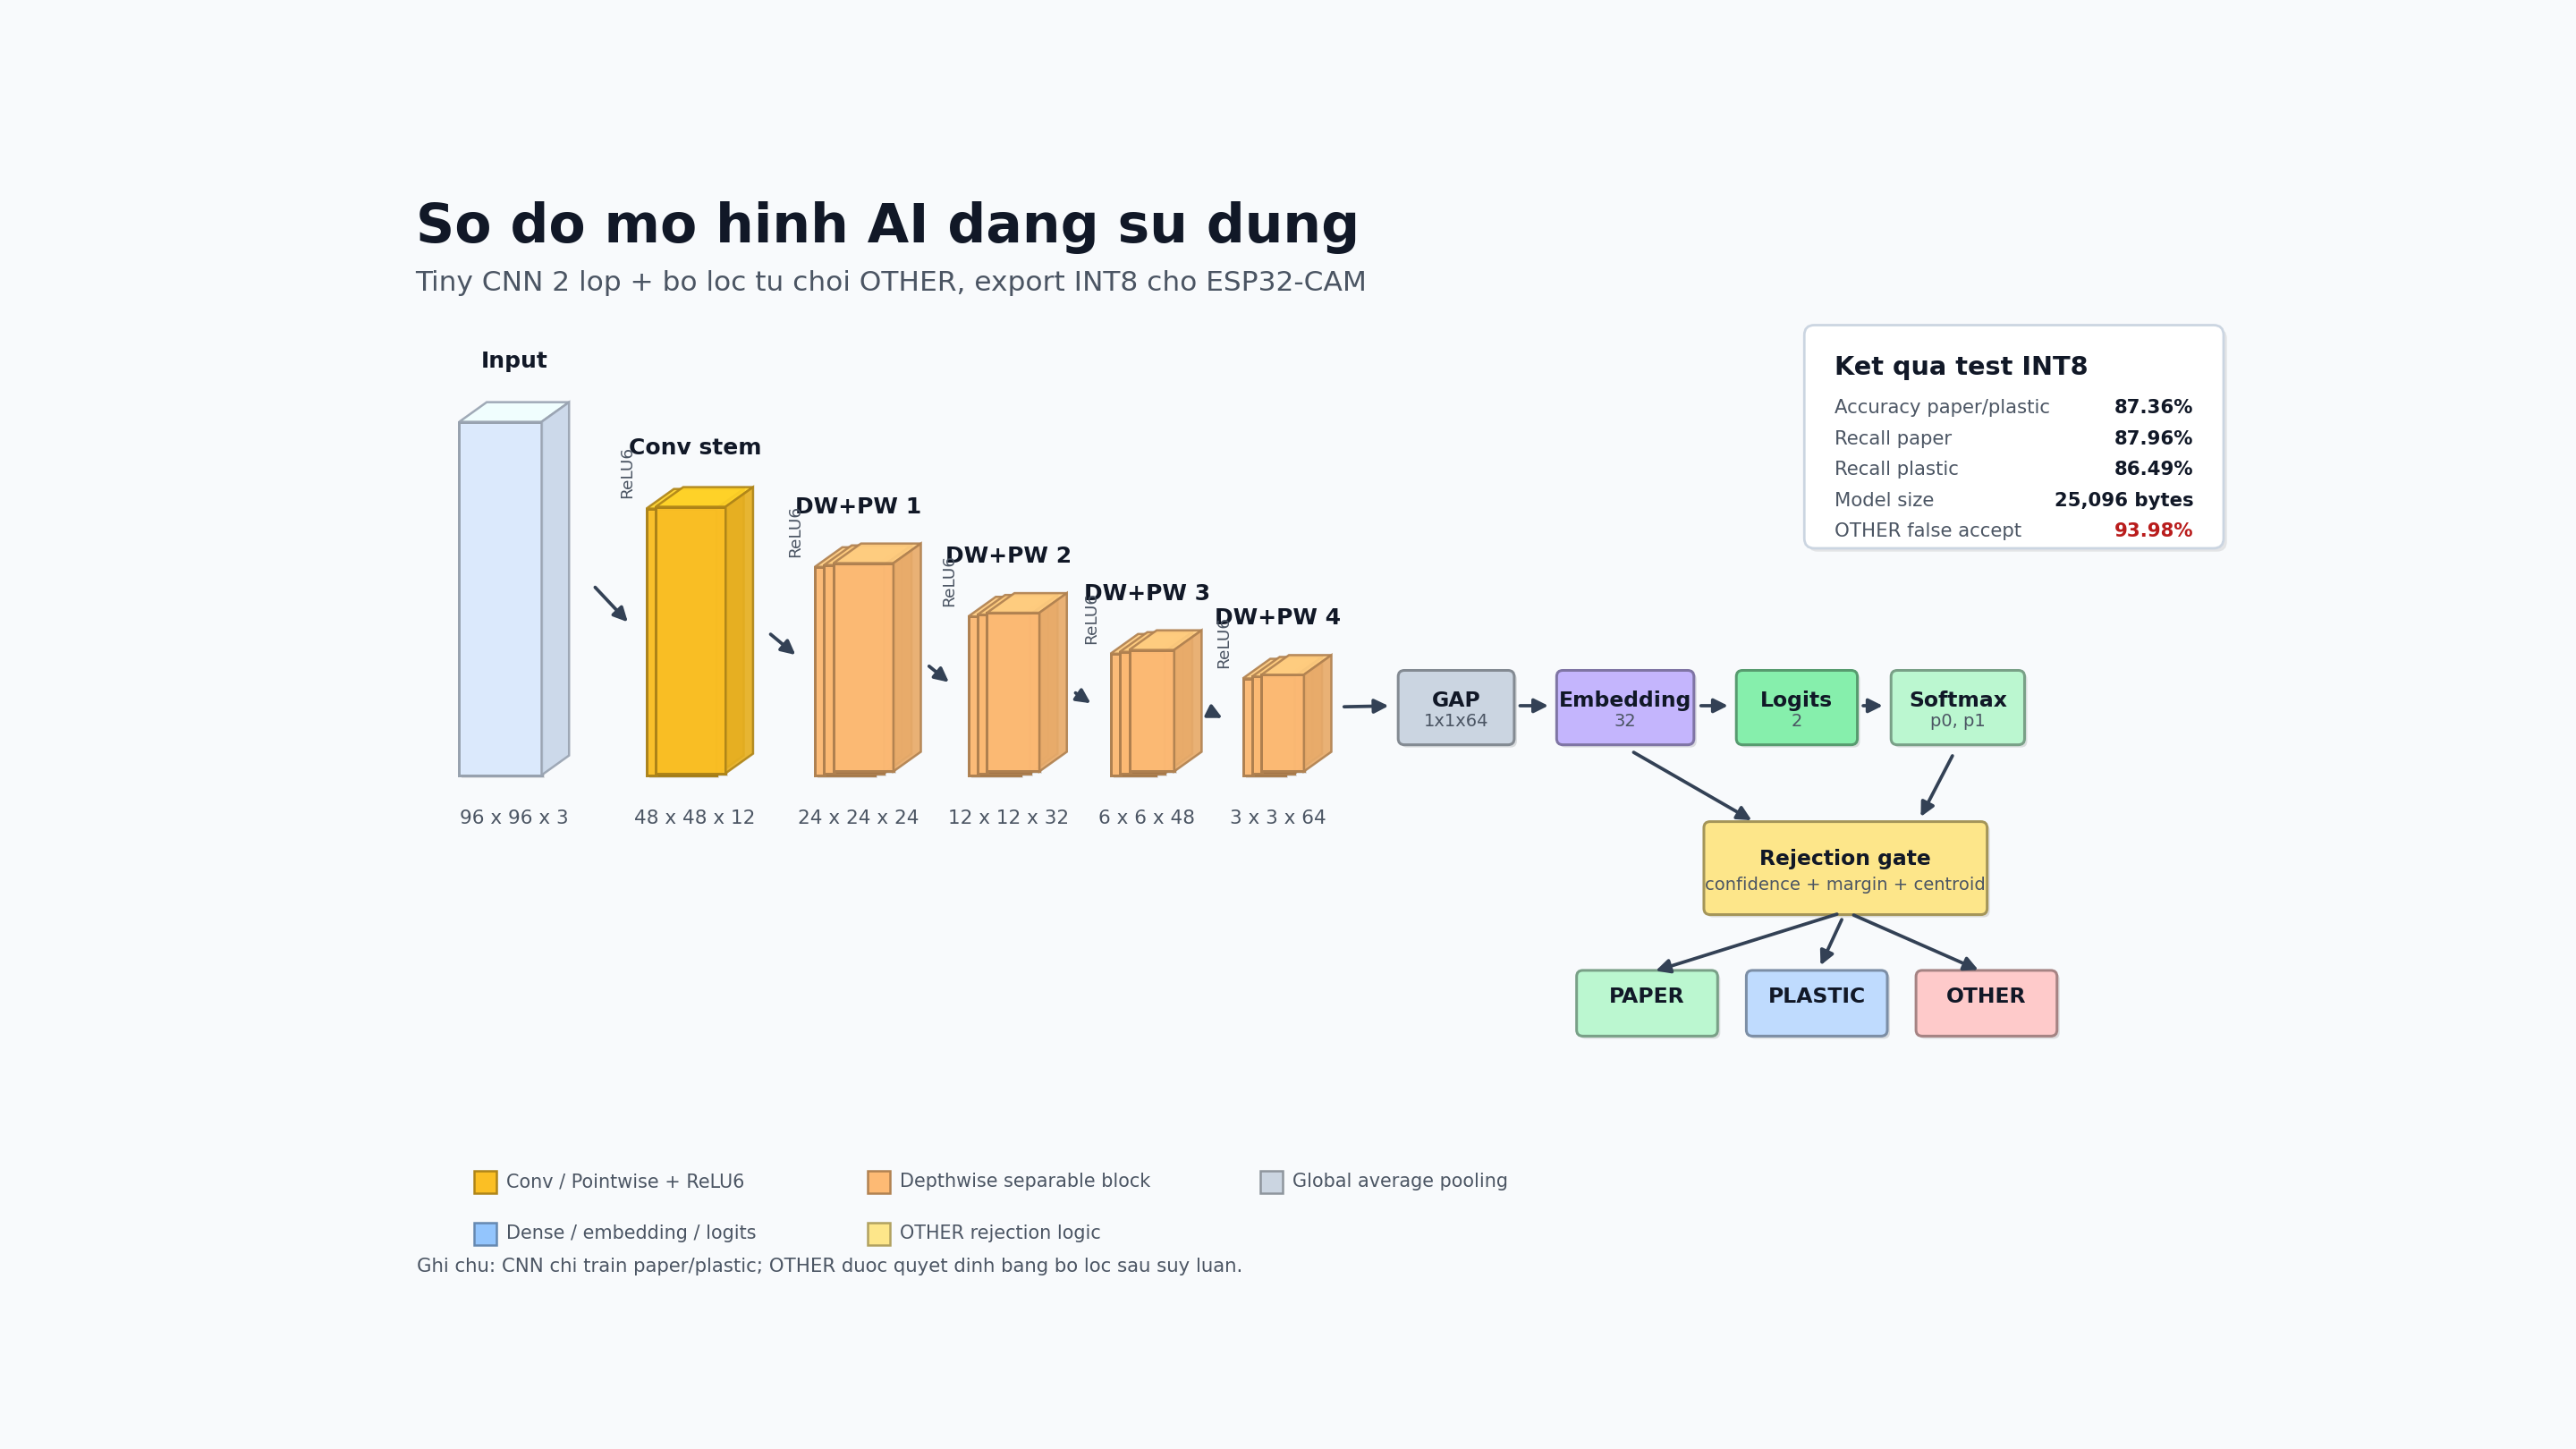 So do mo hinh AI dang su dung
Tiny CNN 2 lop + bo loc tu choi OTHER, export INT8 cho ESP32-CAM
Input
96 x 96 x 3
ReLU6
Conv stem
48 x 48 x 12
ReLU6
DW+PW 1
24 x 24 x 24
ReLU6
DW+PW 2
12 x 12 x 32
ReLU6
DW+PW 3
6 x 6 x 48
ReLU6
DW+PW 4
3 x 3 x 64
GAP
1x1x64
Embedding
32
Logits
2
Softmax
p0, p1
Ket qua test INT8
Accuracy paper/plastic 87.36%
Recall paper 87.96%
Recall plastic 86.49%
Model size 25,096 bytes
OTHER false accept 93.98%
Rejection gate
confidence + margin + centroid
PAPER
PLASTIC
OTHER
Conv / Pointwise + ReLU6
Depthwise separable block
Global average pooling
Dense / embedding / logits
OTHER rejection logic
Ghi chu: CNN chi train paper/plastic; OTHER duoc quyet dinh bang bo loc sau suy luan.